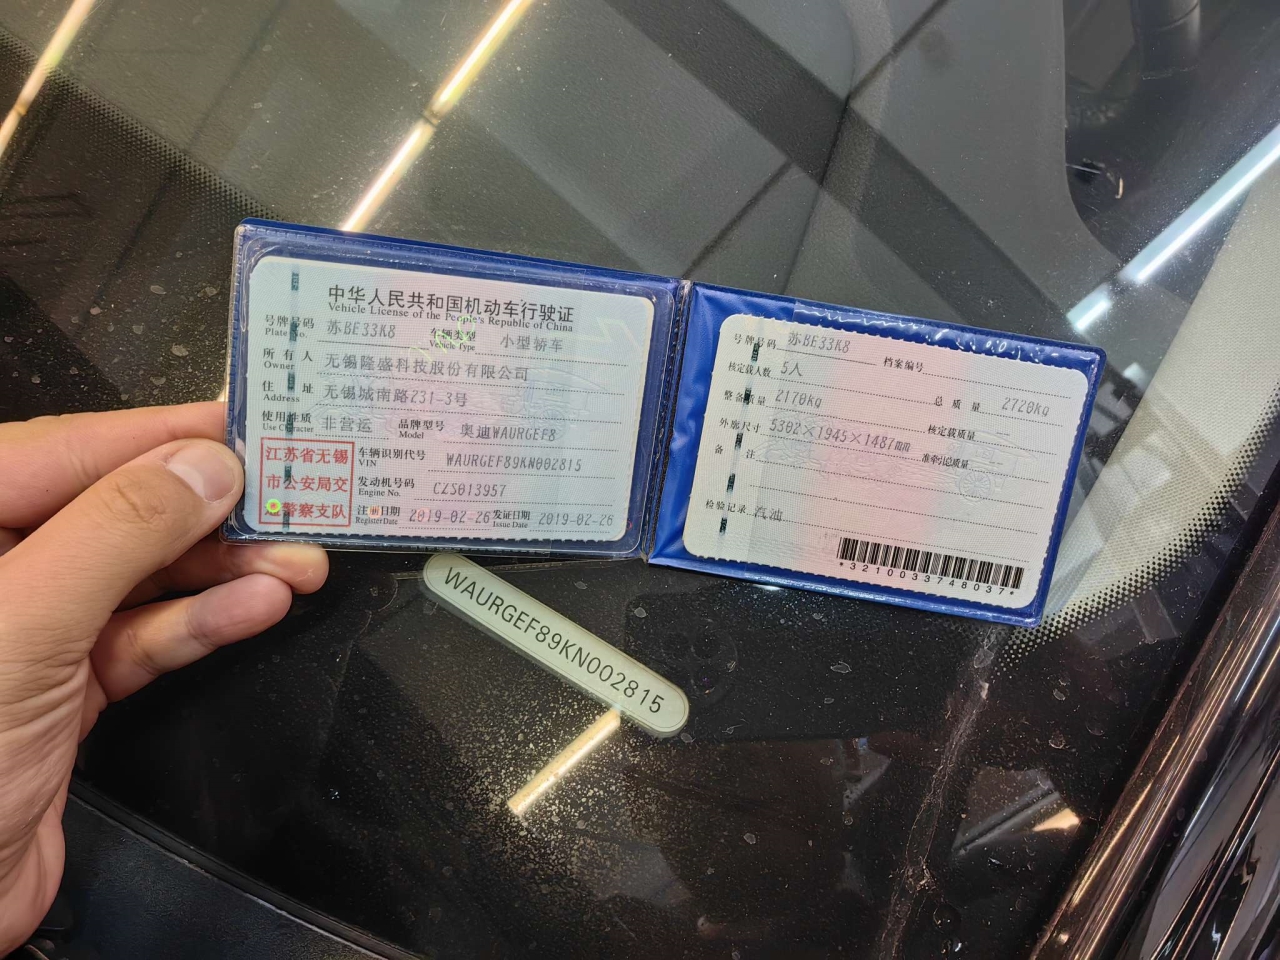 中华人民共和国机动车行驶证
Vehicle License of the People's Republic of China
号牌号码 苏BE33K8 车辆类型 小型轿车
Plate No. Vehicle Type
所有人 无锡隆盛科技股份有限公司
Owner
住址 无锡城南路231-3号
Address
使用性质 非营运 品牌型号 奥迪WAURGEF8
Use Character Model
江苏省无锡
市公安局交
警察支队
车辆识别代号 WAURGEF89KN002815
VIN
发动机号码 CZS013957
Engine No.
注册日期 2019-02-26 发证日期 2019-02-26
Register Date Issue Date
号牌号码 苏BE33K8 档案编号
核定载人数 5人 总质量 2720kg
整备质量 2170kg 核定载质量 --
外廓尺寸 5302×1945×1487mm 准牵引总质量 --
备注
检验记录 汽油
*3210033748037*
WAURGEF89KN002815